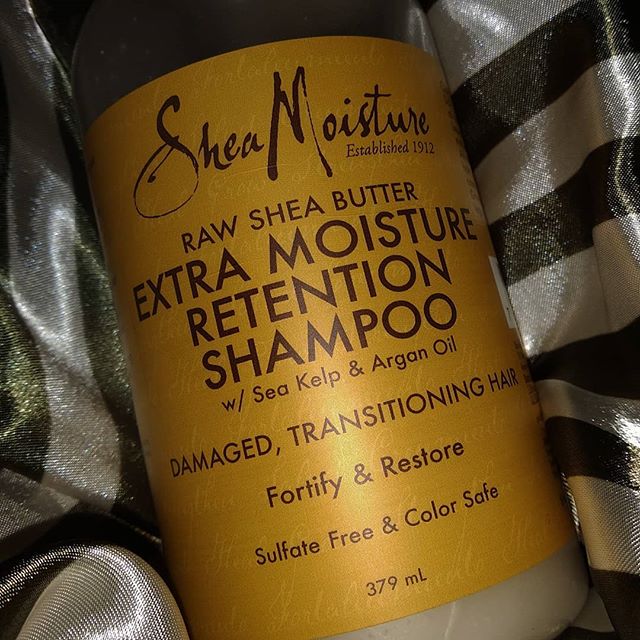 SheaMoisture
Established 1912
RAW SHEA BUTTER
EXTRA MOISTURE
RETENTION
SHAMPOO
w/ Sea Kelp & Argan Oil
DAMAGED, TRANSITIONING HAIR
Fortify & Restore
Sulfate Free & Color Safe
379 mL